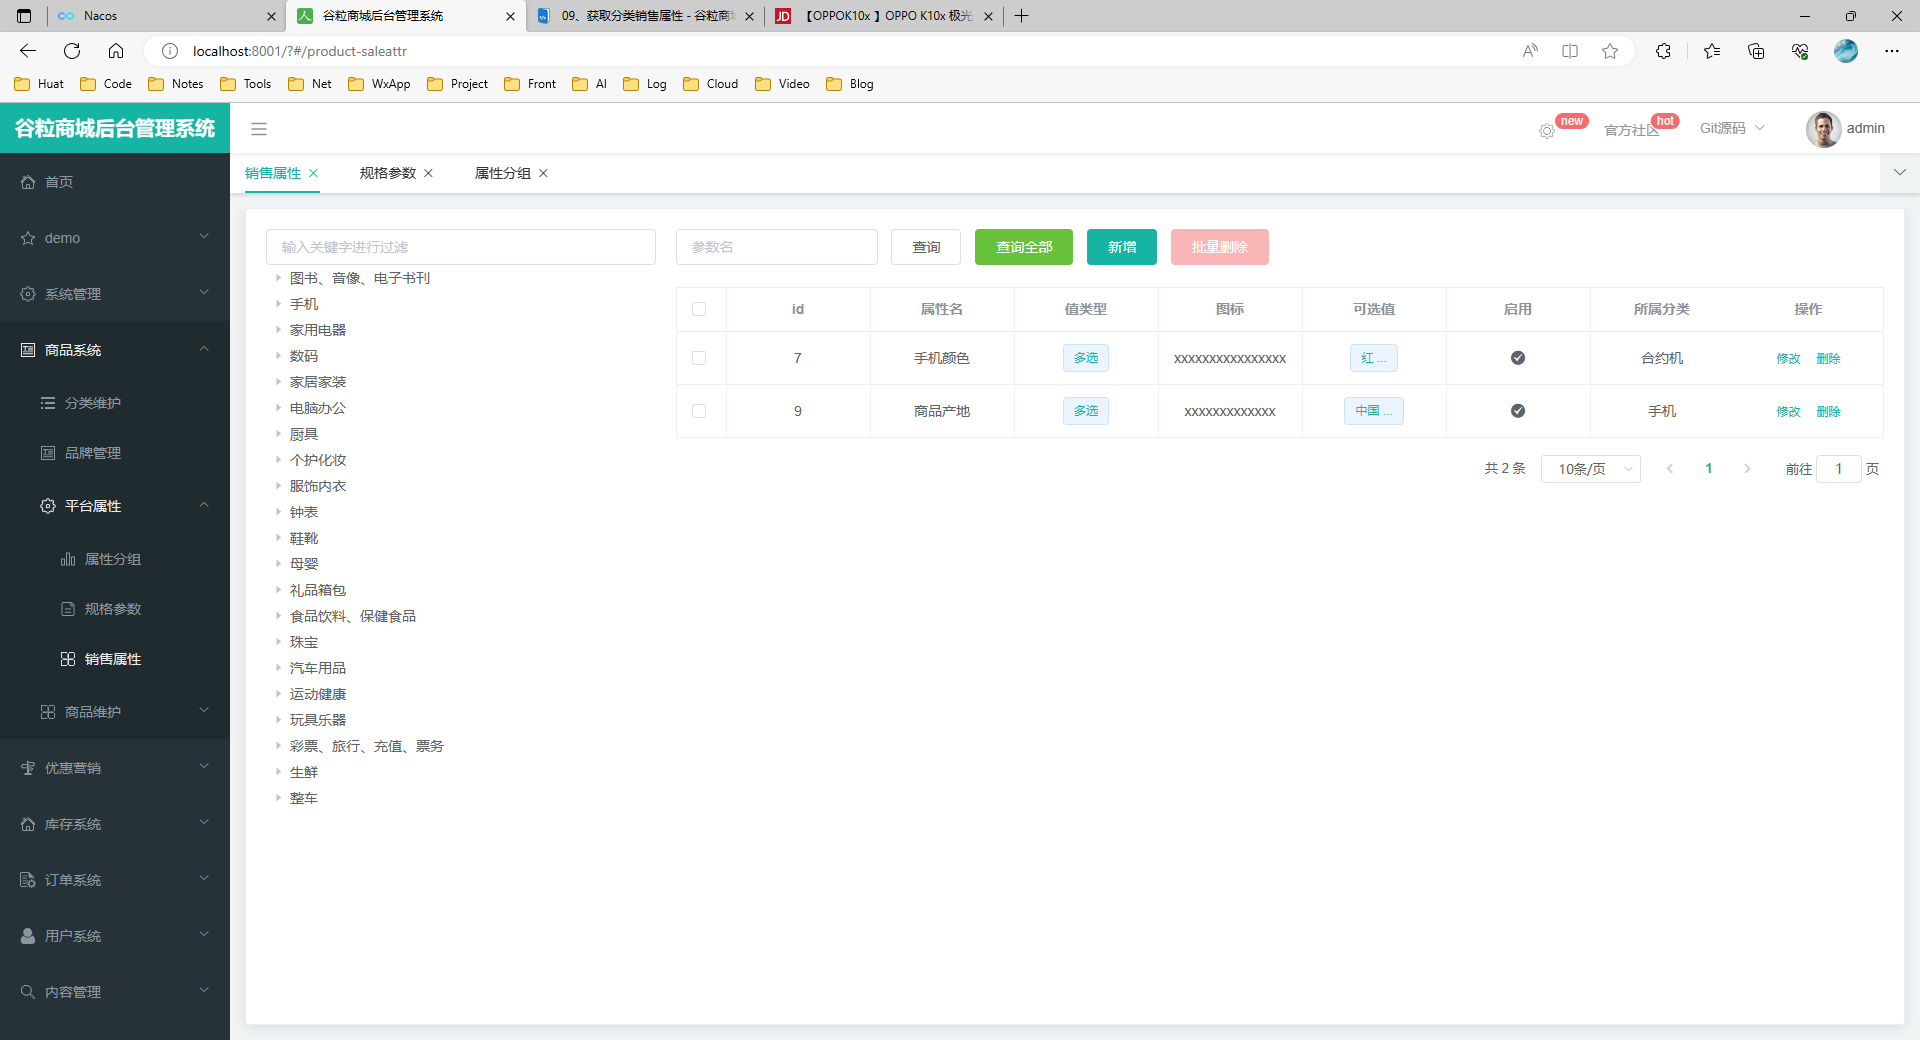 Nacos
谷粒商城后台管理系统
09、获取分类销售属性 - 谷粒商城
JD 【OPPOK10x 】OPPO K10x 极光
localhost:8001/?#/product-saleattr
Huat Code Notes Tools Net WxApp Project Front AI Log Cloud Video Blog
谷粒商城后台管理系统
new
官方社区
hot
Git源码
admin
首页
demo
系统管理
商品系统
分类维护
品牌管理
平台属性
属性分组
规格参数
销售属性
商品维护
优惠营销
库存系统
订单系统
用户系统
内容管理
销售属性 规格参数 属性分组
输入关键字进行过滤
图书、音像、电子书刊
手机
家用电器
数码
家居家装
电脑办公
厨具
个护化妆
服饰内衣
钟表
鞋靴
母婴
礼品箱包
食品饮料、保健食品
珠宝
汽车用品
运动健康
玩具乐器
彩票、旅行、充值、票务
生鲜
整车
参数名 查询 查询全部 新增 批量删除
id 属性名 值类型 图标 可选值 启用 所属分类 操作
7 手机颜色 多选 xxxxxxxxxxxxxxxx 红 ... 合约机 修改 删除
9 商品产地 多选 xxxxxxxxxxxxx 中国 ... 手机 修改 删除
共 2 条 10条/页 1 前往 1 页